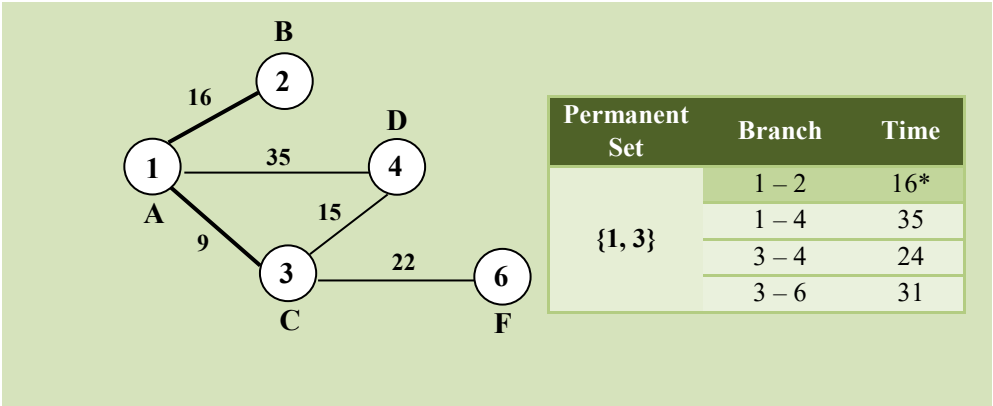 B
2
16
D
1
35
4
A
15
9
3
22
6
C
F
Permanent Set
Branch
Time
{1, 3}
1 – 2
16*
1 – 4
35
3 – 4
24
3 – 6
31